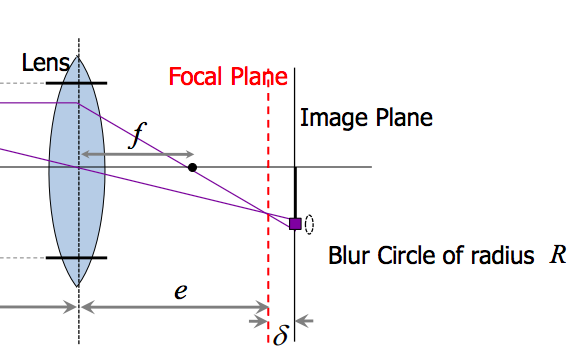 Lens
Focal Plane
f
Image Plane
Blur Circle of radius R
e
δ